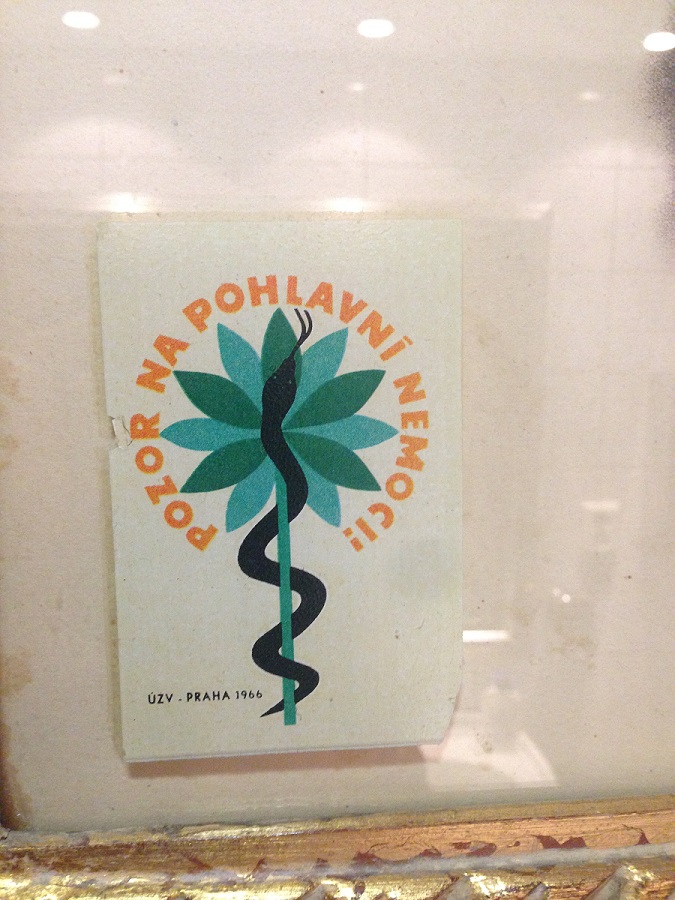 POZOR NA POHLAVNÍ NEMOCI!
ÚZV - PRAHA 1966